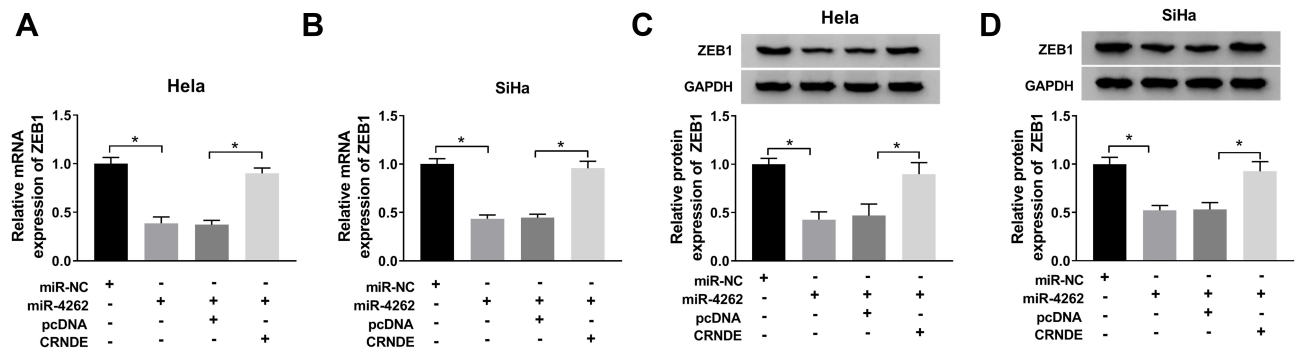 A
Hela
Relative mRNA
expression of ZEB1
1.5
1.0
0.5
0.0
*
*
miR-NC + - - -
miR-4262 - + + +
pcDNA - - + -
CRNDE - - - +
B
SiHa
Relative mRNA
expression of ZEB1
1.5
1.0
0.5
0.0
*
*
miR-NC + - - -
miR-4262 - + + +
pcDNA - - + -
CRNDE - - - +
C
Hela
ZEB1
GAPDH
Relative protein
expression of ZEB1
1.5
1.0
0.5
0.0
*
*
miR-NC + - - -
miR-4262 - + + +
pcDNA - - + -
CRNDE - - - +
D
SiHa
ZEB1
GAPDH
Relative protein
expression of ZEB1
1.5
1.0
0.5
0.0
*
*
miR-NC + - - -
miR-4262 - + + +
pcDNA - - + -
CRNDE - - - +